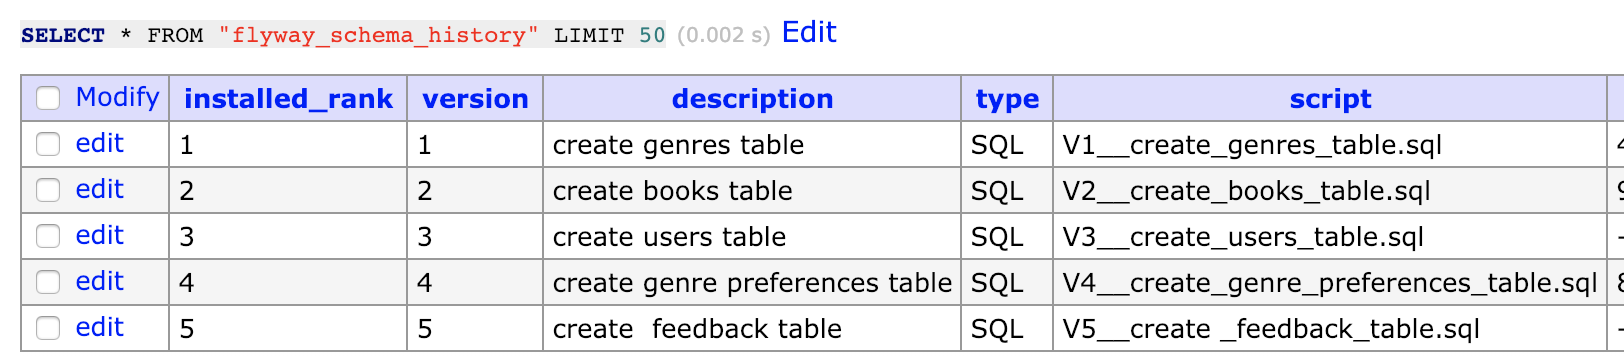 SELECT * FROM "flyway_schema_history" LIMIT 50 (0.002 s) Edit
Modify installed_rank version description type script
edit 1 1 create genres table SQL V1__create_genres_table.sql
edit 2 2 create books table SQL V2__create_books_table.sql
edit 3 3 create users table SQL V3__create_users_table.sql
edit 4 4 create genre preferences table SQL V4__create_genre_preferences_table.sql
edit 5 5 create  feedback table SQL V5__create _feedback_table.sql